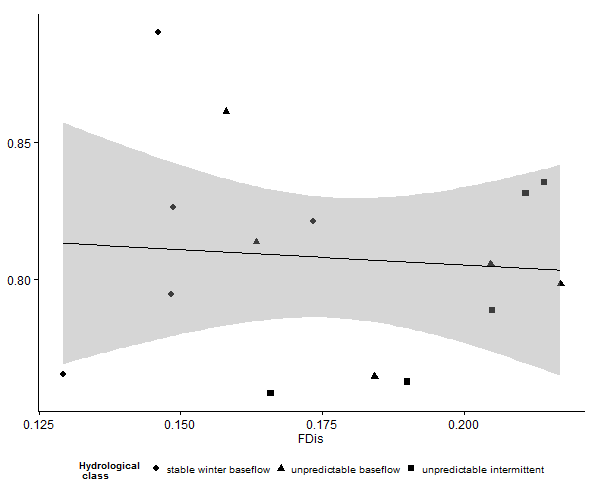 0.85
0.80
0.125 0.150 0.175 0.200
FDis
Hydrological
class
stable winter baseflow unpredictable baseflow unpredictable intermittent